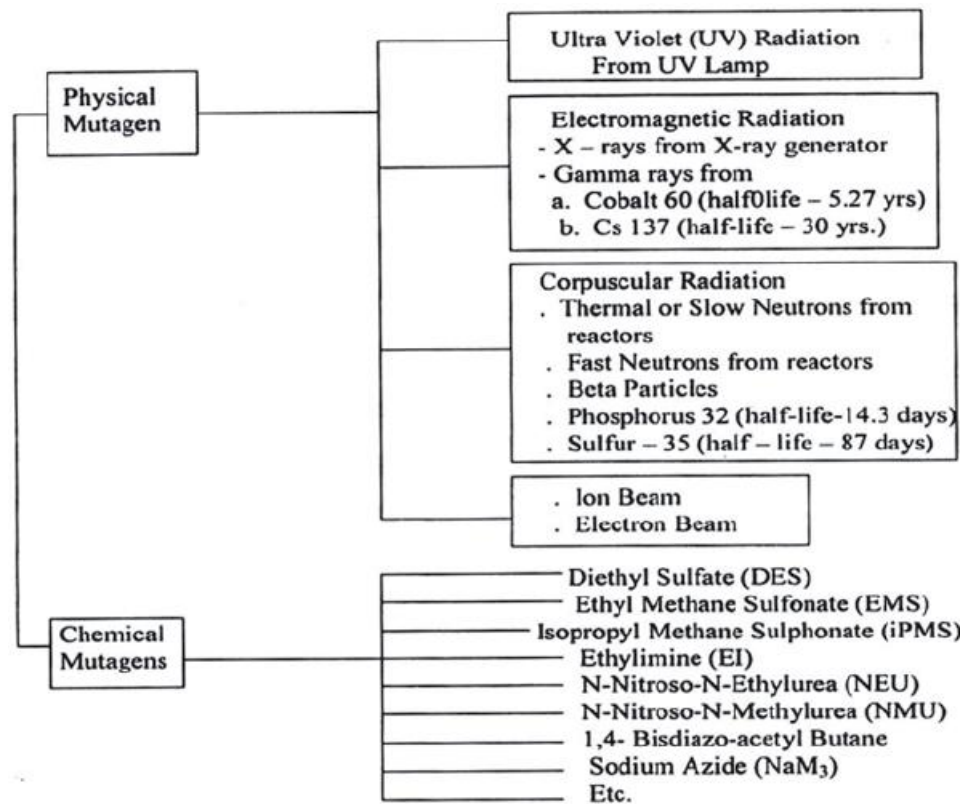 Physical
Mutagen
Ultra Violet (UV) Radiation
From UV Lamp
Electromagnetic Radiation
- X – rays from X-ray generator
- Gamma rays from
a. Cobalt 60 (half0life – 5.27 yrs)
b. Cs 137 (half-life – 30 yrs.)
Corpuscular Radiation
. Thermal or Slow Neutrons from
reactors
. Fast Neutrons from reactors
. Beta Particles
. Phosphorus 32 (half-life-14.3 days)
. Sulfur – 35 (half – life – 87 days)
. Ion Beam
. Electron Beam
Chemical
Mutagens
Diethyl Sulfate (DES)
Ethyl Methane Sulfonate (EMS)
Isopropyl Methane Sulphonate (iPMS)
Ethylimine (EI)
N-Nitroso-N-Ethylurea (NEU)
N-Nitroso-N-Methylurea (NMU)
1,4- Bisdiazo-acetyl Butane
Sodium Azide (NaM₃)
Etc.